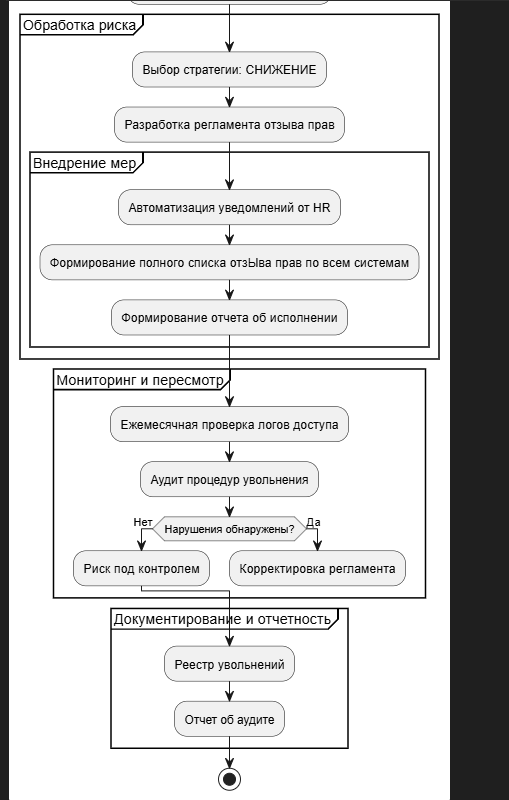 Обработка риска
Выбор стратегии: СНИЖЕНИЕ
Разработка регламента отзыва прав
Внедрение мер
Автоматизация уведомлений от HR
Формирование полного списка отзЫва прав по всем системам
Формирование отчета об исполнении
Мониторинг и пересмотр
Ежемесячная проверка логов доступа
Аудит процедур увольнения
Нет
Нарушения обнаружены?
Да
Риск под контролем
Корректировка регламента
Документирование и отчетность
Реестр увольнений
Отчет об аудите